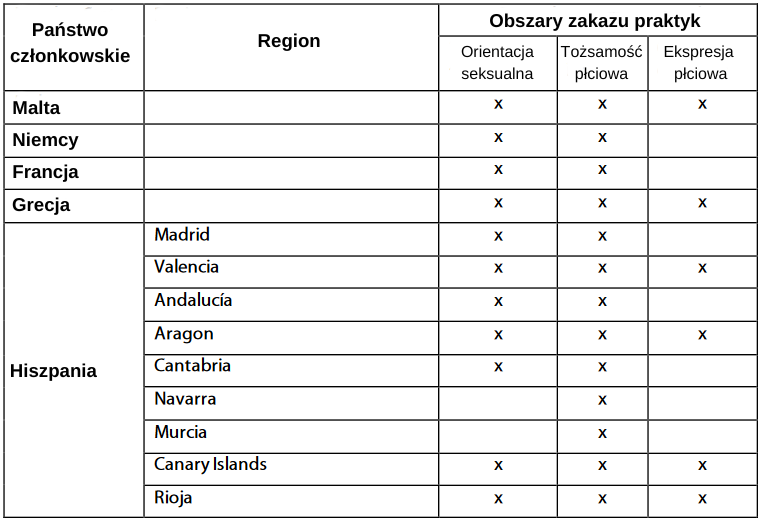 Państwo członkowskie Region Obszary zakazu praktyk
Orientacja seksualna Tożsamość płciowa Ekspresja płciowa
Malta x x x
Niemcy x x
Francja x x
Grecja x x x
Hiszpania
Madrid x x
Valencia x x x
Andalucía x x
Aragon x x x
Cantabria x x
Navarra x
Murcia x
Canary Islands x x x
Rioja x x x